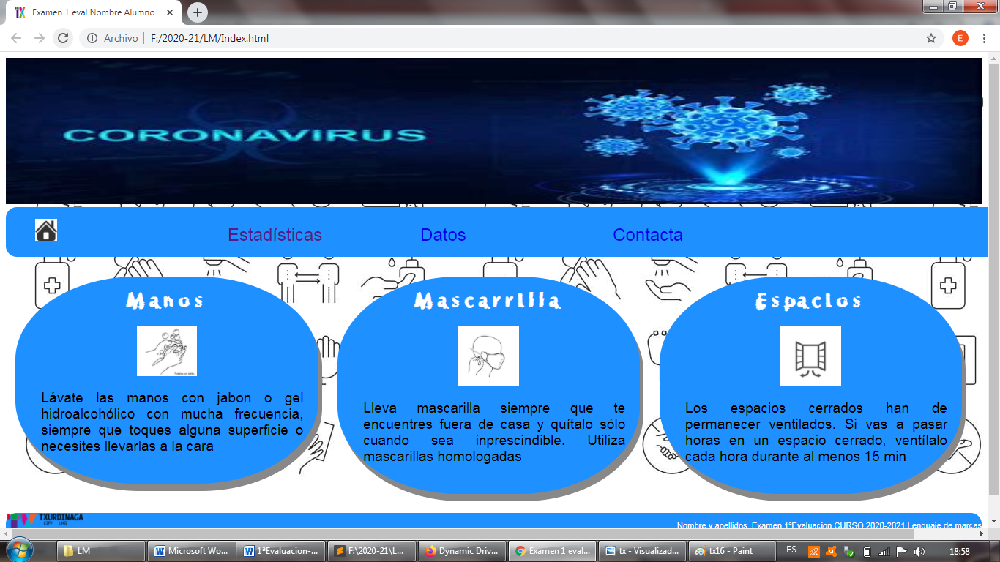 Examen 1 eval Nombre Alumno
Archivo F:/2020-21/LM/Index.html
E
CORONAVIRUS
Estadísticas Datos Contacta
Manos Mascarrilla Espacios
Lávate las manos con jabon o gel
hidroalcohólico con mucha frecuencia,
siempre que toques alguna superficie o
necesites llevarlas a la cara
Lleva mascarilla siempre que te
encuentres fuera de casa y quítalo sólo
cuando sea inprescindible. Utiliza
mascarillas homologadas
Los espacios cerrados han de
permanecer ventilados. Si vas a pasar
horas en un espacio cerrado, ventílalo
cada hora durante al menos 15 min
TXURDINAGA
CIFP LHII
Nombre y apellidos. Examen 1ªEvaluacion CURSO 2020-2021 Lenguaje de marcas
LM Microsoft Wo... 1ªEvaluacion-... F:\2020-21\L... Dynamic Driv... Examen 1 eval... tx - Visualizad... tx16 - Paint ES 18:58